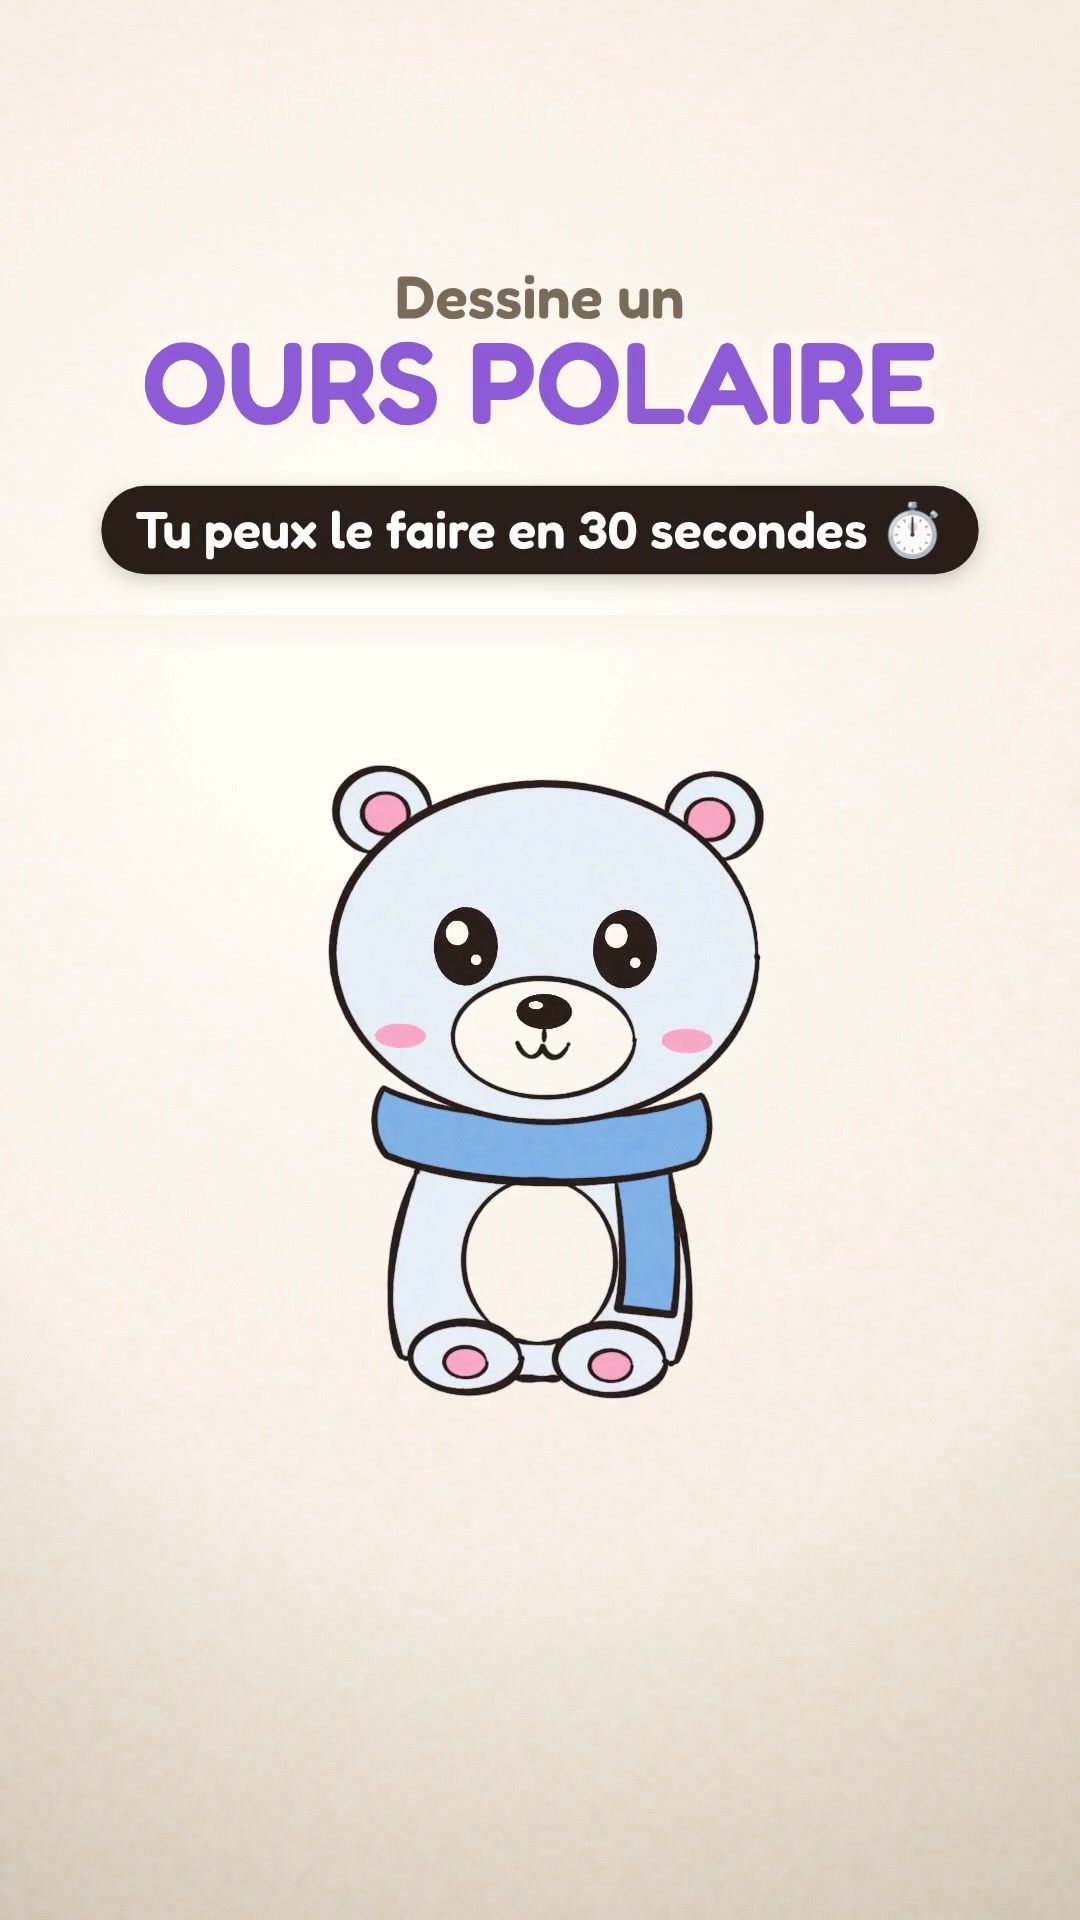 Dessine un
OURS POLAIRE
Tu peux le faire en 30 secondes ⏱️